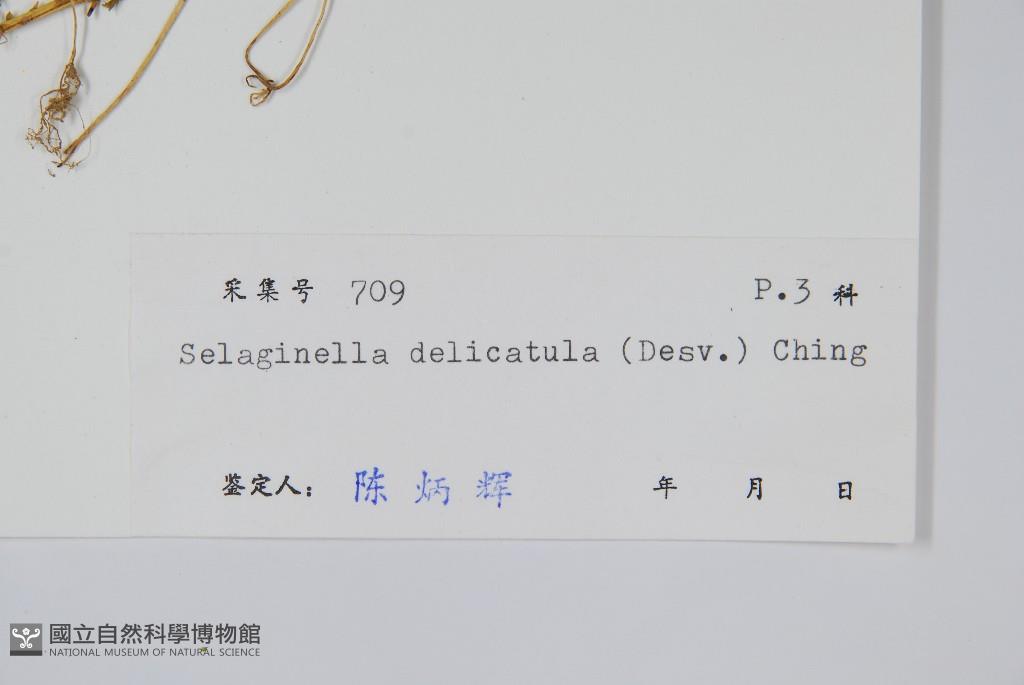 采集号 709 P.3 科
Selaginella delicatula (Desv.) Ching
鉴定人: 陈炳辉 年 月 日
國立自然科學博物館
NATIONAL MUSEUM OF NATURAL SCIENCE